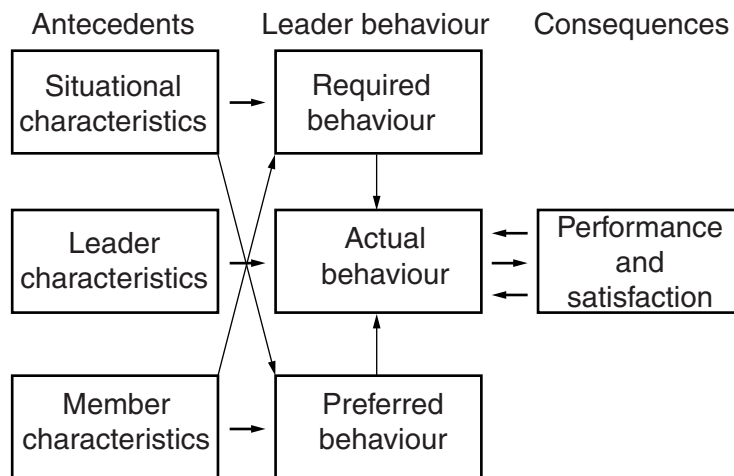 Antecedents
Leader behaviour
Consequences
Situational
characteristics
Required
behaviour
Leader
characteristics
Actual
behaviour
Performance
and
satisfaction
Member
characteristics
Preferred
behaviour